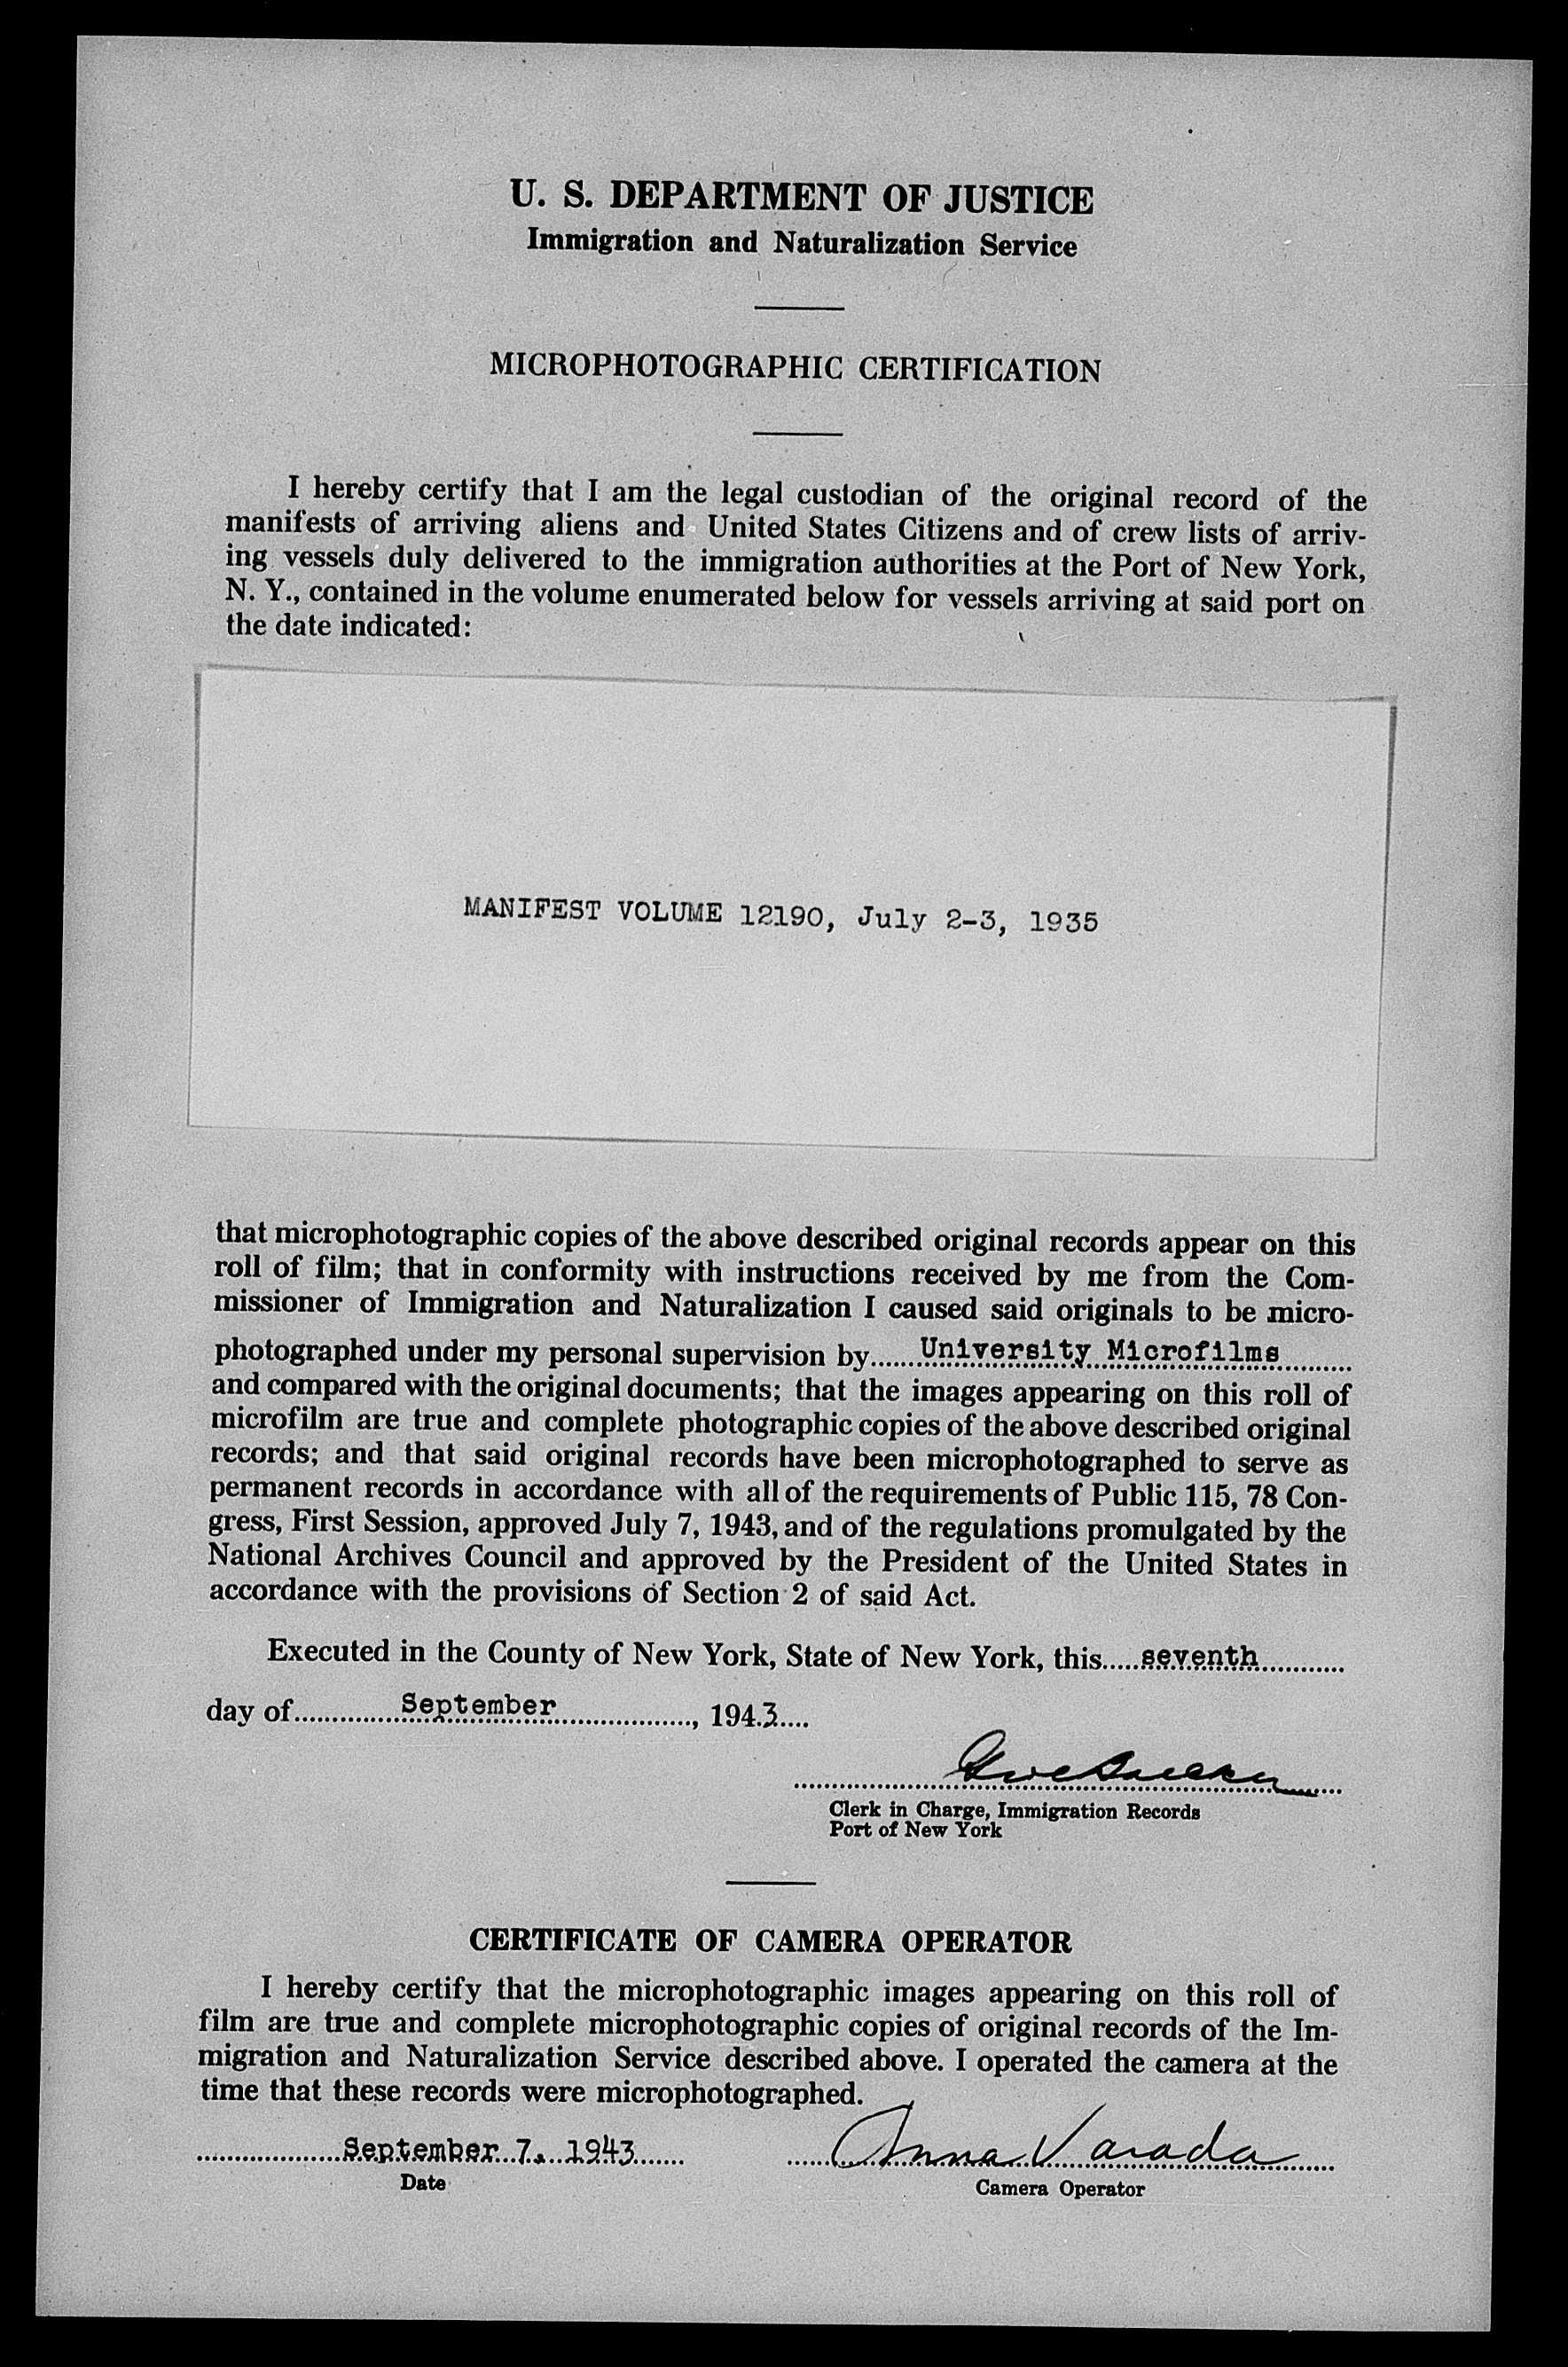 U. S. DEPARTMENT OF JUSTICE
Immigration and Naturalization Service
MICROPHOTOGRAPHIC CERTIFICATION
I hereby certify that I am the legal custodian of the original record of the
manifests of arriving aliens and United States Citizens and of crew lists of arriv-
ing vessels duly delivered to the immigration authorities at the Port of New York,
N. Y., contained in the volume enumerated below for vessels arriving at said port on
the date indicated:
MANIFEST VOLUME 12190, July 2-3, 1935
that microphotographic copies of the above described original records appear on this
roll of film; that in conformity with instructions received by me from the Com-
missioner of Immigration and Naturalization I caused said originals to be micro-
photographed under my personal supervision by......University Microfilms.........
and compared with the original documents; that the images appearing on this roll of
microfilm are true and complete photographic copies of the above described original
records; and that said original records have been microphotographed to serve as
permanent records in accordance with all of the requirements of Public 115, 78 Con-
gress, First Session, approved July 7, 1943, and of the regulations promulgated by the
National Archives Council and approved by the President of the United States in
accordance with the provisions of Section 2 of said Act.
Executed in the County of New York, State of New York, this.....seventh...........
day of..............September.................., 1943....
Clerk in Charge, Immigration Records
Port of New York
CERTIFICATE OF CAMERA OPERATOR
I hereby certify that the microphotographic images appearing on this roll of
film are true and complete microphotographic copies of original records of the Im-
migration and Naturalization Service described above. I operated the camera at the
time that these records were microphotographed.
September 7, 1943 Anna Varada
Date Camera Operator